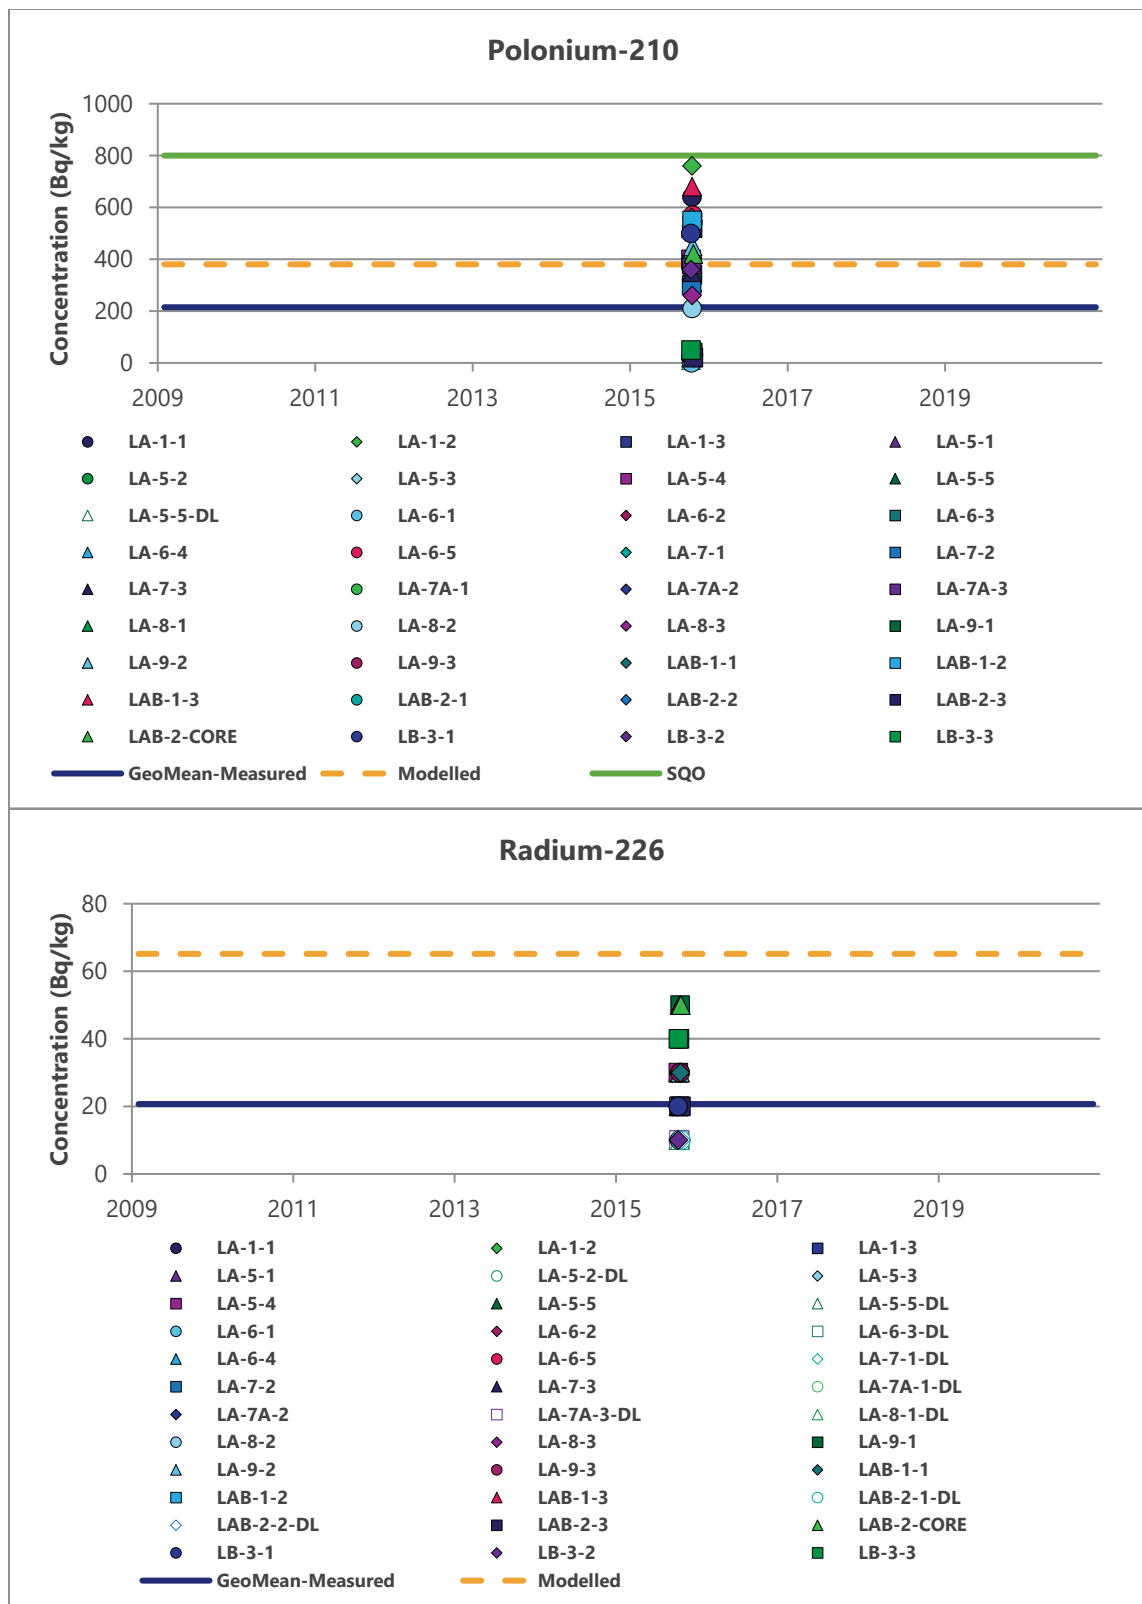 Polonium-210
Concentration (Bq/kg)
1000
800
600
400
200
0
2009 2011 2013 2015 2017 2019
LA-1-1 LA-1-2 LA-1-3 LA-5-1
LA-5-2 LA-5-3 LA-5-4 LA-5-5
LA-5-5-DL LA-6-1 LA-6-2 LA-6-3
LA-6-4 LA-6-5 LA-7-1 LA-7-2
LA-7-3 LA-7A-1 LA-7A-2 LA-7A-3
LA-8-1 LA-8-2 LA-8-3 LA-9-1
LA-9-2 LA-9-3 LAB-1-1 LAB-1-2
LAB-1-3 LAB-2-1 LAB-2-2 LAB-2-3
LAB-2-CORE LB-3-1 LB-3-2 LB-3-3
GeoMean-Measured Modelled SQO
Radium-226
Concentration (Bq/kg)
80
60
40
20
0
2009 2011 2013 2015 2017 2019
LA-1-1 LA-1-2 LA-1-3
LA-5-1 LA-5-2-DL LA-5-3
LA-5-4 LA-5-5 LA-5-5-DL
LA-6-1 LA-6-2 LA-6-3-DL
LA-6-4 LA-6-5 LA-7-1-DL
LA-7-2 LA-7-3 LA-7A-1-DL
LA-7A-2 LA-7A-3-DL LA-8-1-DL
LA-8-2 LA-8-3 LA-9-1
LA-9-2 LA-9-3 LAB-1-1
LAB-1-2 LAB-1-3 LAB-2-1-DL
LAB-2-2-DL LAB-2-3 LAB-2-CORE
LB-3-1 LB-3-2 LB-3-3
GeoMean-Measured Modelled